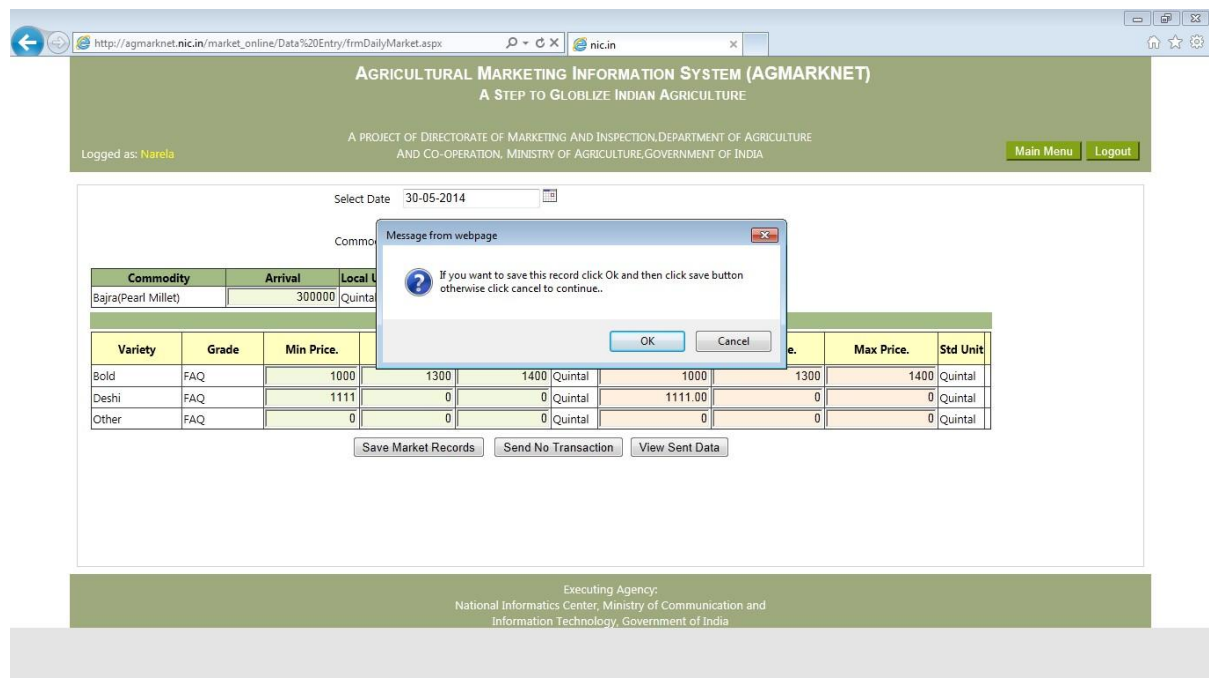 http://agmarknet.nic.in/market_online/Data%20Entry/frmDailyMarket.aspx
nic.in
AGRICULTURAL MARKETING INFORMATION SYSTEM (AGMARKNET)
A STEP TO GLOBLIZE INDIAN AGRICULTURE
A PROJECT OF DIRECTORATE OF MARKETING AND INSPECTION,DEPARTMENT OF AGRICULTURE
AND CO-OPERATION, MINISTRY OF AGRICULTURE,GOVERNMENT OF INDIA
Logged as: Narela
Main Menu Logout
Select Date 30-05-2014
Commo
Message from webpage
If you want to save this record click Ok and then click save button
otherwise click cancel to continue..
OK Cancel
Commodity Arrival Local U
Bajra(Pearl Millet) 300000 Quintal
Variety Grade Min Price. e. Max Price. Std Unit
Bold FAQ 1000 1300 1400 Quintal 1000 1300 1400 Quintal
Deshi FAQ 1111 0 0 Quintal 1111.00 0 0 Quintal
Other FAQ 0 0 0 Quintal 0 0 0 Quintal
Save Market Records Send No Transaction View Sent Data
Executing Agency:
National Informatics Center, Ministry of Communication and
Information Technology, Government of India